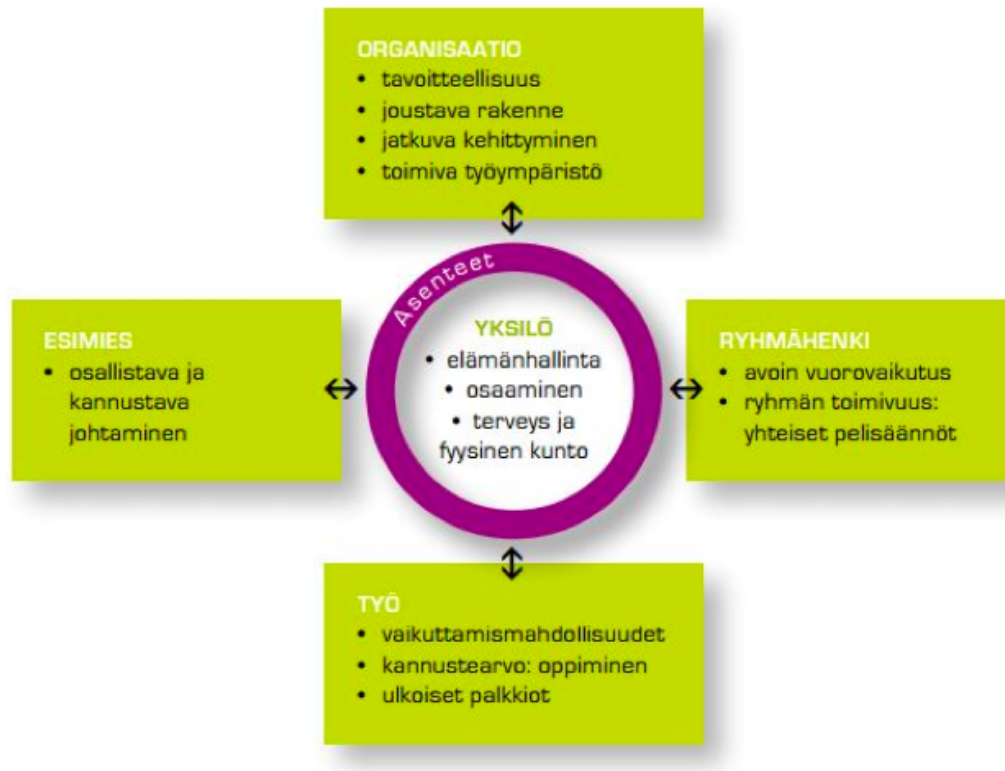 ORGANISAATIO
• tavoitteellisuus
• joustava rakenne
• jatkuva kehittyminen
• toimiva työympäristö
ESIMIES
• osallistava ja
kannustava
johtaminen
Asenteet
YKSILÖ
• elämänhallinta
• osaaminen
• terveys ja
fyysinen kunto
RYHMÄHENKI
• avoin vuorovaikutus
• ryhmän toimivuus:
yhteiset pelisäännöt
TYÖ
• vaikuttamismahdollisuudet
• kannustearvo: oppiminen
• ulkoiset palkkiot